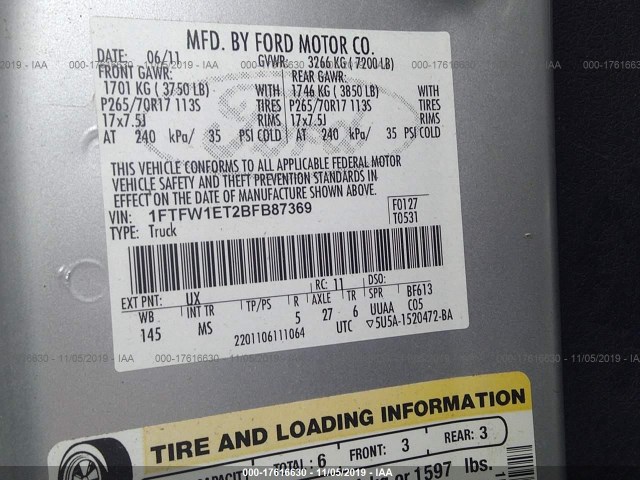 MFD. BY FORD MOTOR CO.
DATE: 06/11 GVWR: 3266 KG (7200 LB)
FRONT GAWR: REAR GAWR:
1701 KG (3750 LB) WITH 1746 KG (3850 LB) WITH
P265/70R17 113S TIRES P265/70R17 113S TIRES
17x7.5J RIMS 17x7.5J RIMS
AT 240 kPa/ 35 PSI COLD AT 240 kPa/ 35 PSI COLD
Ford
THIS VEHICLE CONFORMS TO ALL APPLICABLE FEDERAL MOTOR
VEHICLE SAFETY AND THEFT PREVENTION STANDARDS IN
EFFECT ON THE DATE OF MANUFACTURE SHOWN ABOVE.
VIN: 1FTFW1ET2BFB87369 F0127
TYPE: Truck T0531
EXT PNT: UX RC: 11 DSO:
WB INT TR TP/PS R AXLE TR SPR BF613
145 MS 5 27 6 UUAA C05
2201106111064 UTC ▽5U5A-1520472-BA
TIRE AND LOADING INFORMATION
CAPACITY TOTAL: 6 FRONT: 3 REAR: 3
kg or 1597 lbs.
000-17616630 - 11/05/2019 - IAA